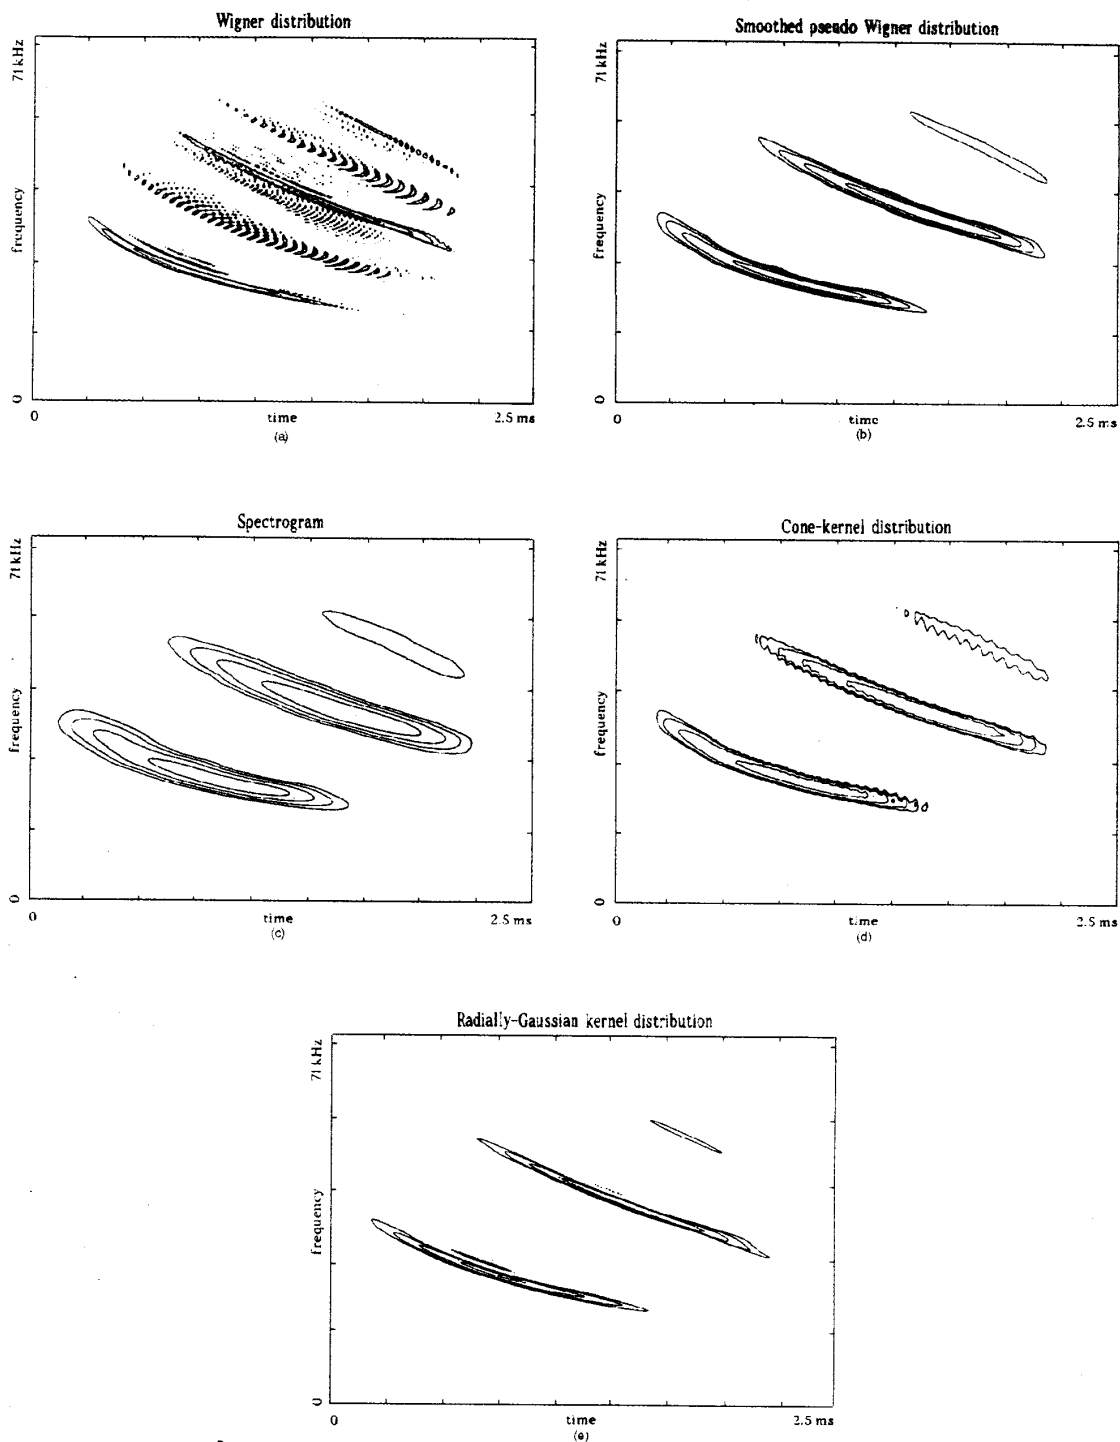 Wigner distribution
71 kHz
frequency
0
0
time
2.5 ms
(a)
Smoothed pseudo Wigner distribution
71 kHz
frequency
0
0
time
2.5 ms
(b)
Spectrogram
71 kHz
frequency
0
0
time
2.5 ms
(c)
Cone-kernel distribution
71 kHz
frequency
0
0
time
2.5 ms
(d)
Radially-Gaussian kernel distribution
71 kHz
frequency
0
0
time
2.5 ms
(e)